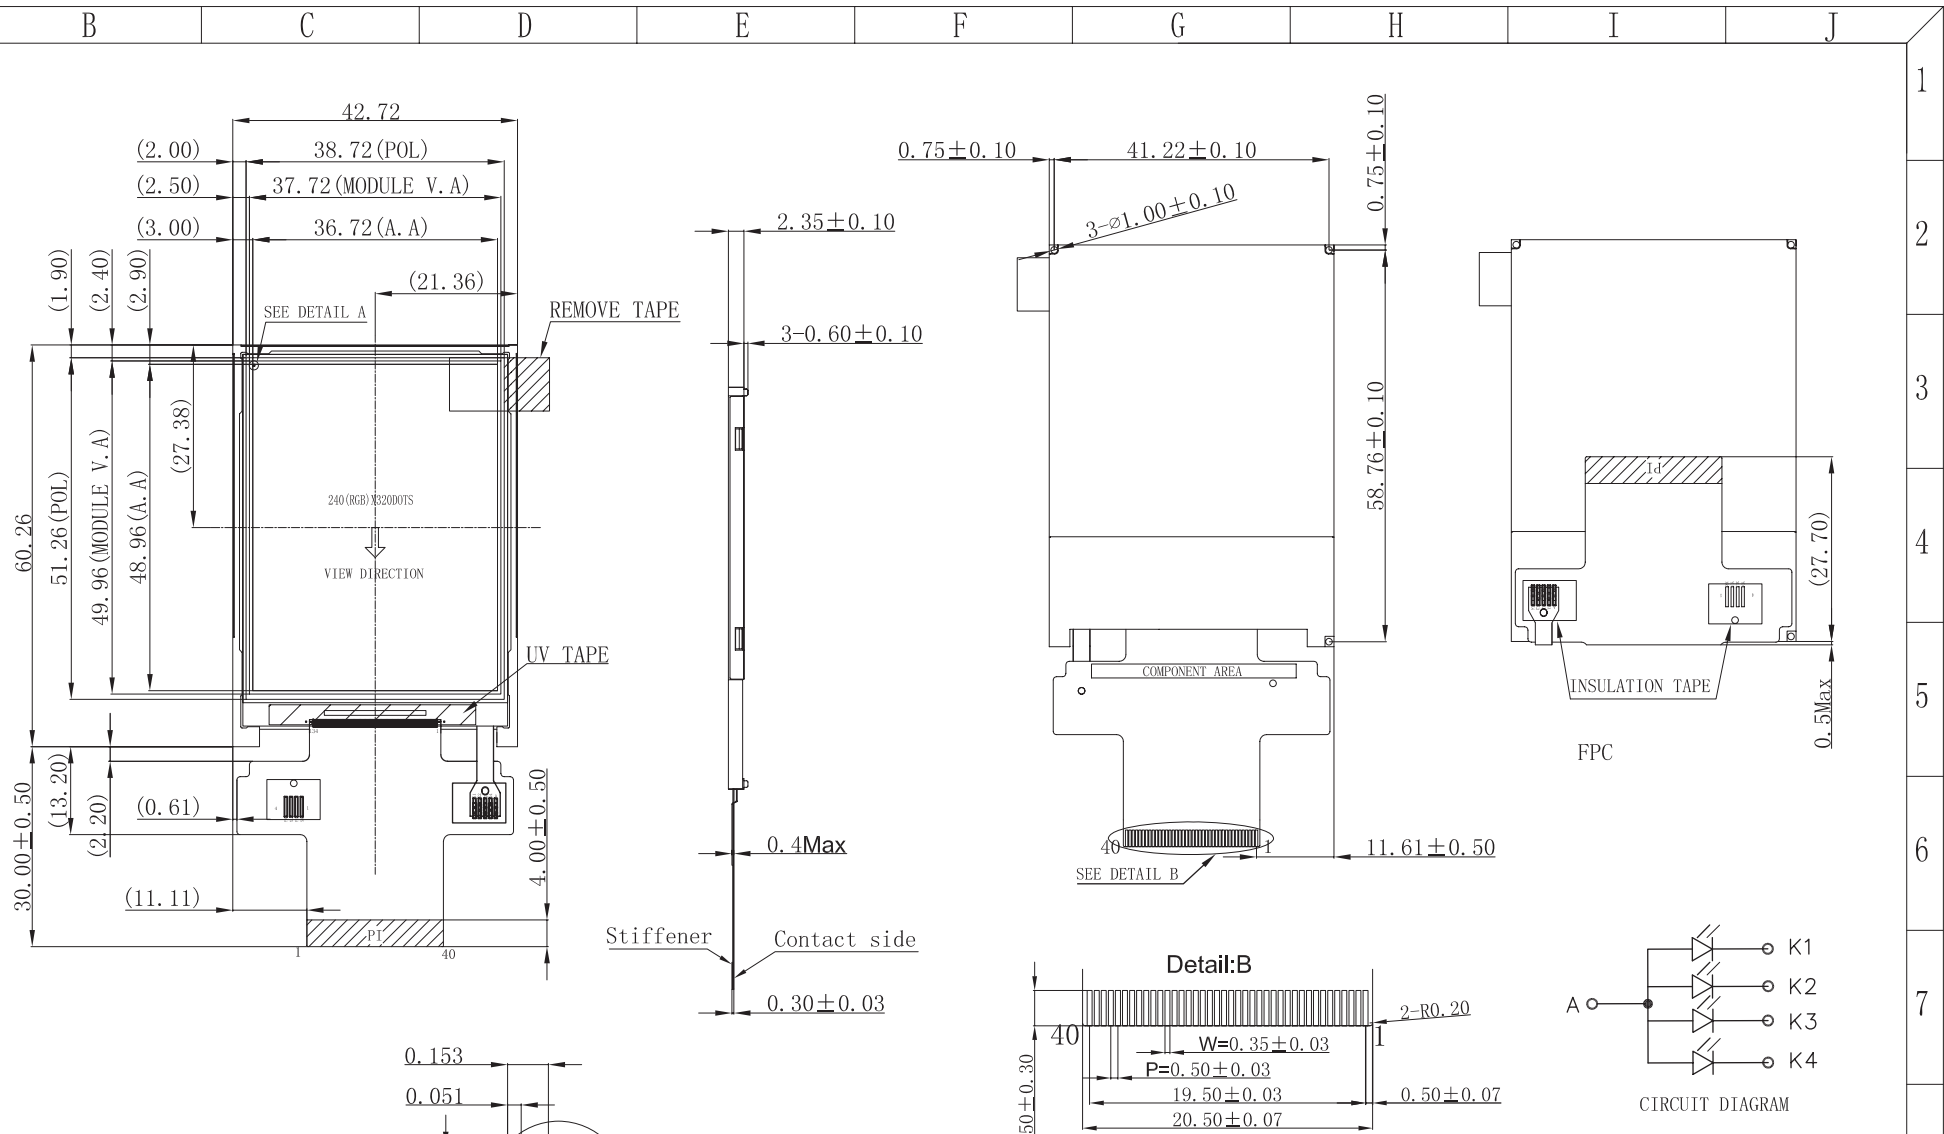 B C D E F G H I J
1
2
3
4
5
6
7
42.72
(2.00) 38.72(POL)
(2.50) 37.72(MODULE V.A)
(3.00) 36.72(A.A)
(1.90)
(2.40)
(2.90)
(21.36)
SEE DETAIL A
REMOVE TAPE
(27.38)
60.26
51.26(POL)
49.96(MODULE V.A)
48.96(A.A)
240(RGB)X320DOTS
VIEW DIRECTION
UV TAPE
30.00±0.50
(13.20)
(2.20)
(0.61)
(11.11)
4.00±0.50
PI
1 40
2.35±0.10
3-0.60±0.10
0.4Max
Stiffener
Contact side
0.30±0.03
0.75±0.10
41.22±0.10
0.75±0.10
3-⌀1.00±0.10
58.76±0.10
COMPONENT AREA
40 1
11.61±0.50
SEE DETAIL B
PI
(27.70)
INSULATION TAPE
0.5Max
FPC
Detail:B
40 1
2-R0.20
W=0.35±0.03
P=0.50±0.03
19.50±0.03
0.50±0.07
20.50±0.07
50±0.30
A
K1
K2
K3
K4
CIRCUIT DIAGRAM
0.153
0.051